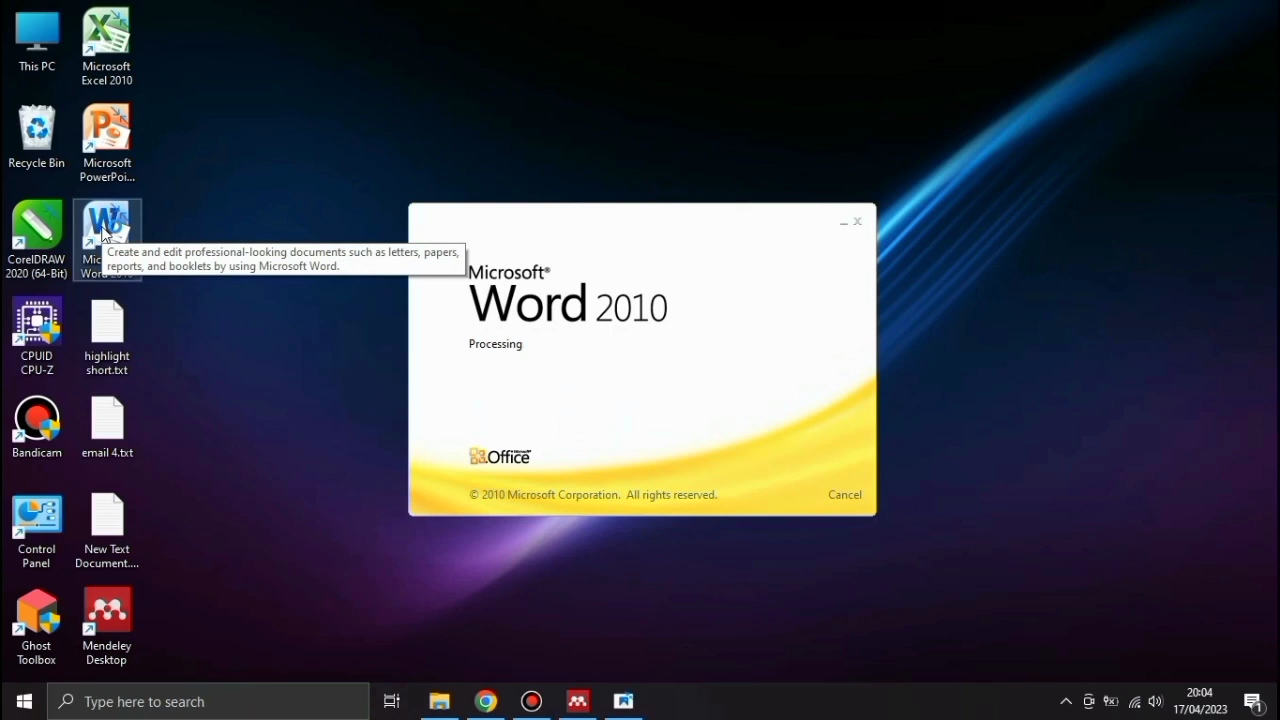 This PC
Microsoft
Excel 2010
Recycle Bin
Microsoft
PowerPoi...
CorelDRAW
2020 (64-Bit)
Create and edit professional-looking documents such as letters, papers,
reports, and booklets by using Microsoft Word.
CPUID
CPU-Z
highlight
short.txt
Bandicam
email 4.txt
Control
Panel
New Text
Document....
Ghost
Toolbox
Mendeley
Desktop
Microsoft®
Word 2010
Processing
Office
© 2010 Microsoft Corporation. All rights reserved.
Cancel
Type here to search
20:04
17/04/2023
1